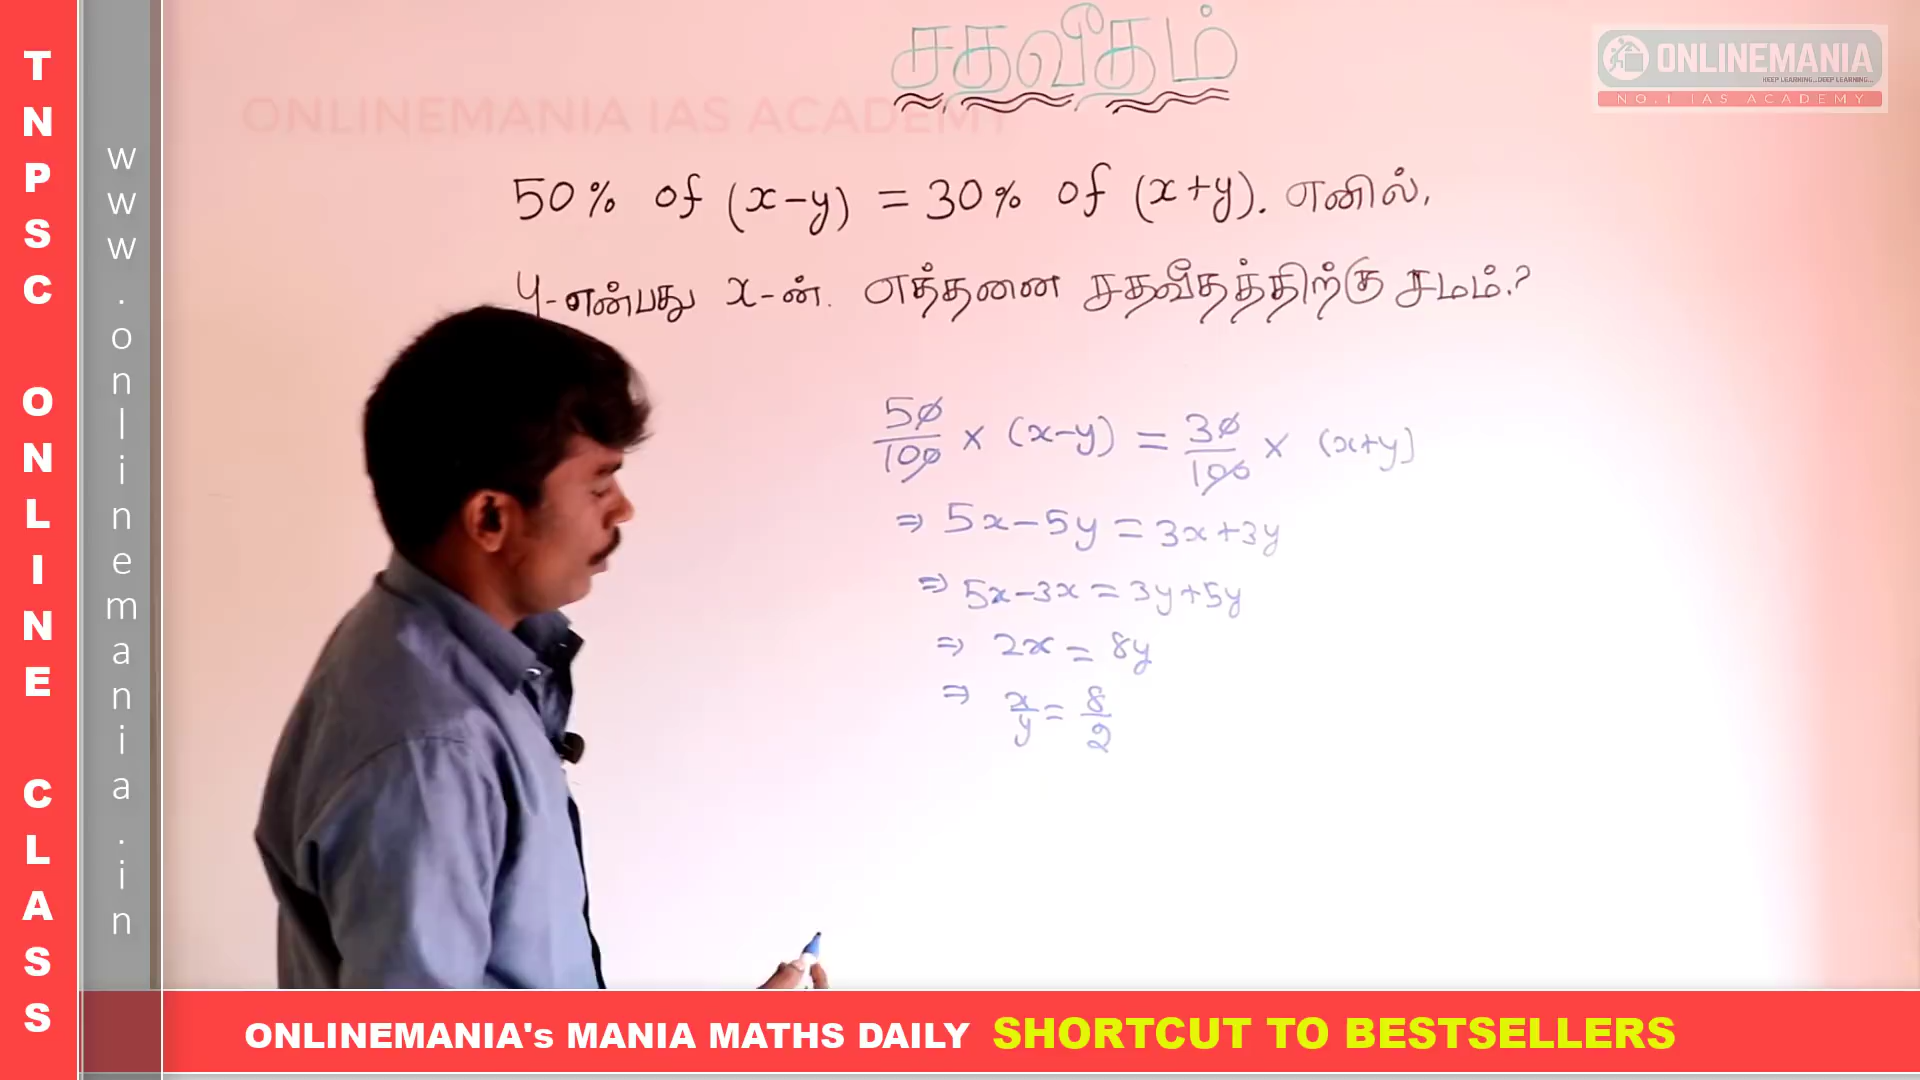 TNPSC ONLINE CLASS
www.onlinemania.in
சதவீதம்
ONLINEMANIA
KEEP LEARNING...DEEP LEARNING...
NO.1 IAS ACADEMY
ONLINEMANIA IAS ACADEMY
50% of (x-y) = 30% of (x+y). எனில்,
y-என்பது x-ன். எத்தனை சதவீதத்திற்கு சமம்.?
50/100 × (x-y) = 30/100 × (x+y)
⇒ 5x-5y = 3x+3y
⇒ 5x-3x = 3y+5y
⇒ 2x = 8y
⇒ x/y = 8/2
ONLINEMANIA's MANIA MATHS DAILY SHORTCUT TO BESTSELLERS